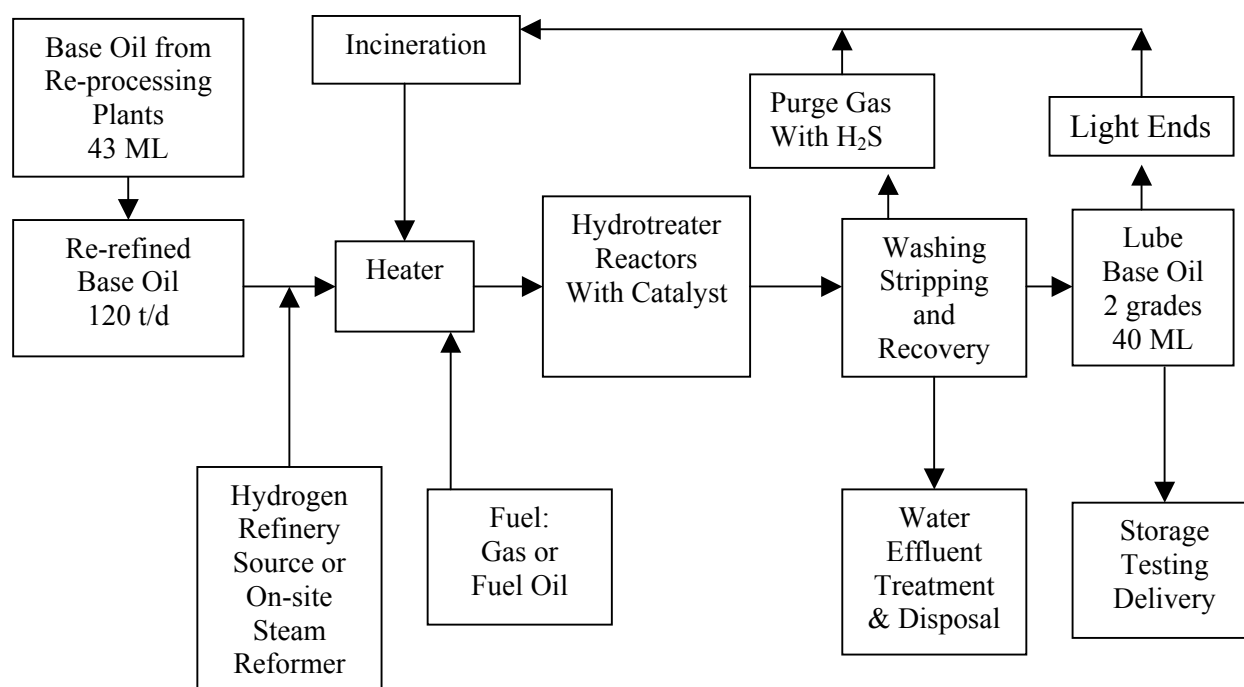 Base Oil from
Re-processing
Plants
43 ML
Incineration
Purge Gas
With H₂S
Light Ends
Re-refined
Base Oil
120 t/d
Heater
Hydrotreater
Reactors
With Catalyst
Washing
Stripping
and
Recovery
Lube
Base Oil
2 grades
40 ML
Hydrogen
Refinery
Source or
On-site
Steam
Reformer
Fuel:
Gas or
Fuel Oil
Water
Effluent
Treatment
& Disposal
Storage
Testing
Delivery